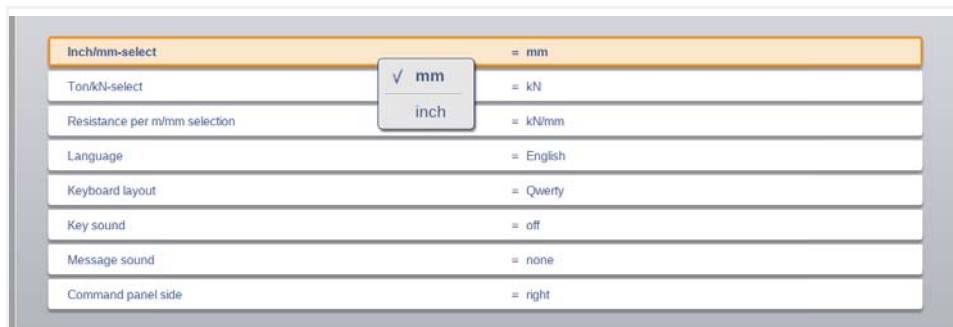 Inch/mm-select = mm
√ mm
Ton/kN-select = kN
inch
Resistance per m/mm selection = kN/mm
Language = English
Keyboard layout = Qwerty
Key sound = off
Message sound = none
Command panel side = right